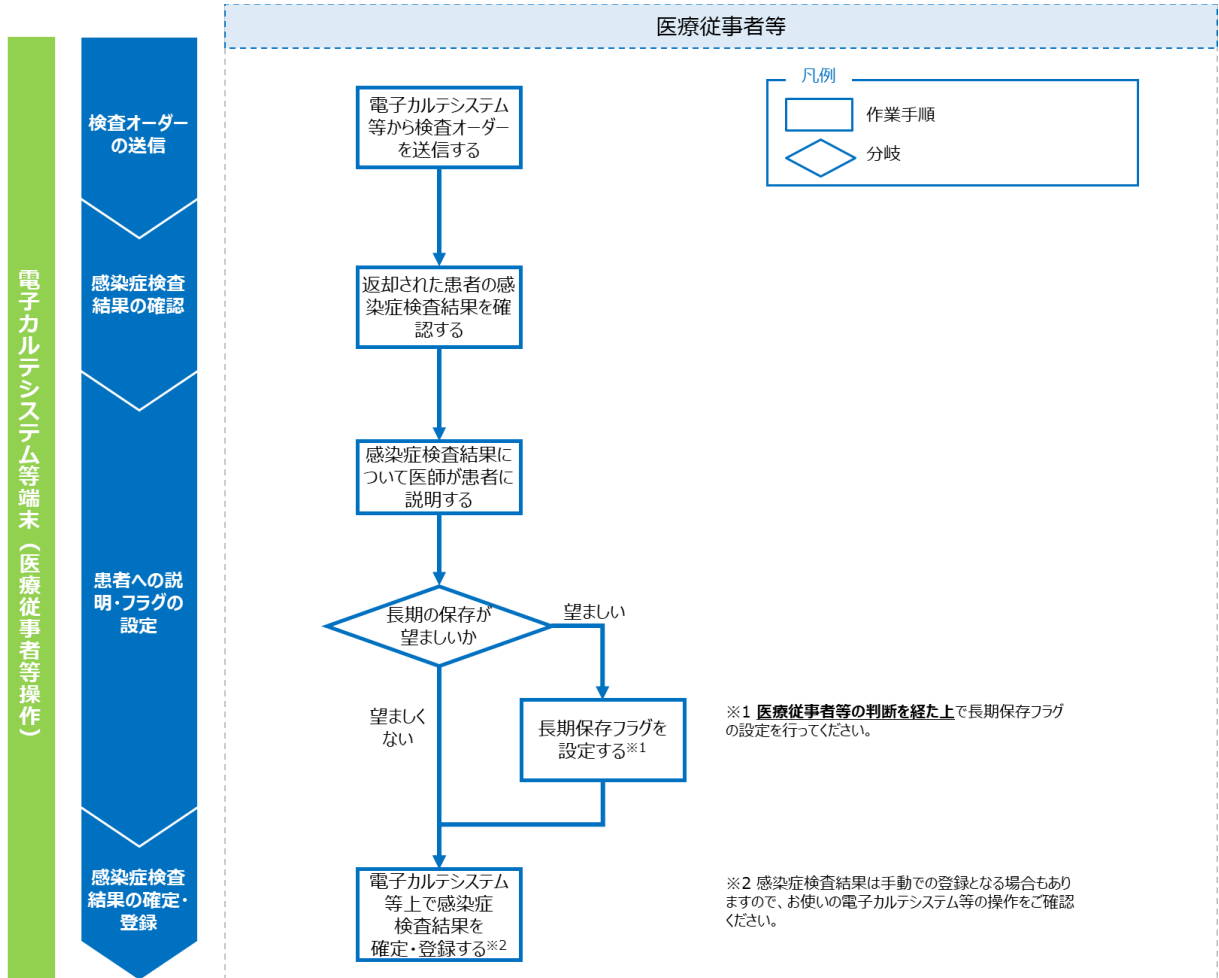 医療従事者等
凡例
作業手順
分岐
電子カルテシステム等端末（医療従事者等操作）
検査オーダー
の送信
電子カルテシステム
等から検査オーダー
を送信する
感染症検査
結果の確認
返却された患者の感
染症検査結果を確
認する
患者への説
明・フラグの
設定
感染症検査結果に
ついて医師が患者に
説明する
長期の保存が
望ましいか
望ましい
望ましく
ない
長期保存フラグを
設定する※1
※1 医療従事者等の判断を経た上で長期保存フラグ
の設定を行ってください。
感染症検査
結果の確定・
登録
電子カルテシステム
等上で感染症
検査結果を
確定・登録する※2
※2 感染症検査結果は手動での登録となる場合もあり
ますので、お使いの電子カルテシステム等の操作をご確認
ください。